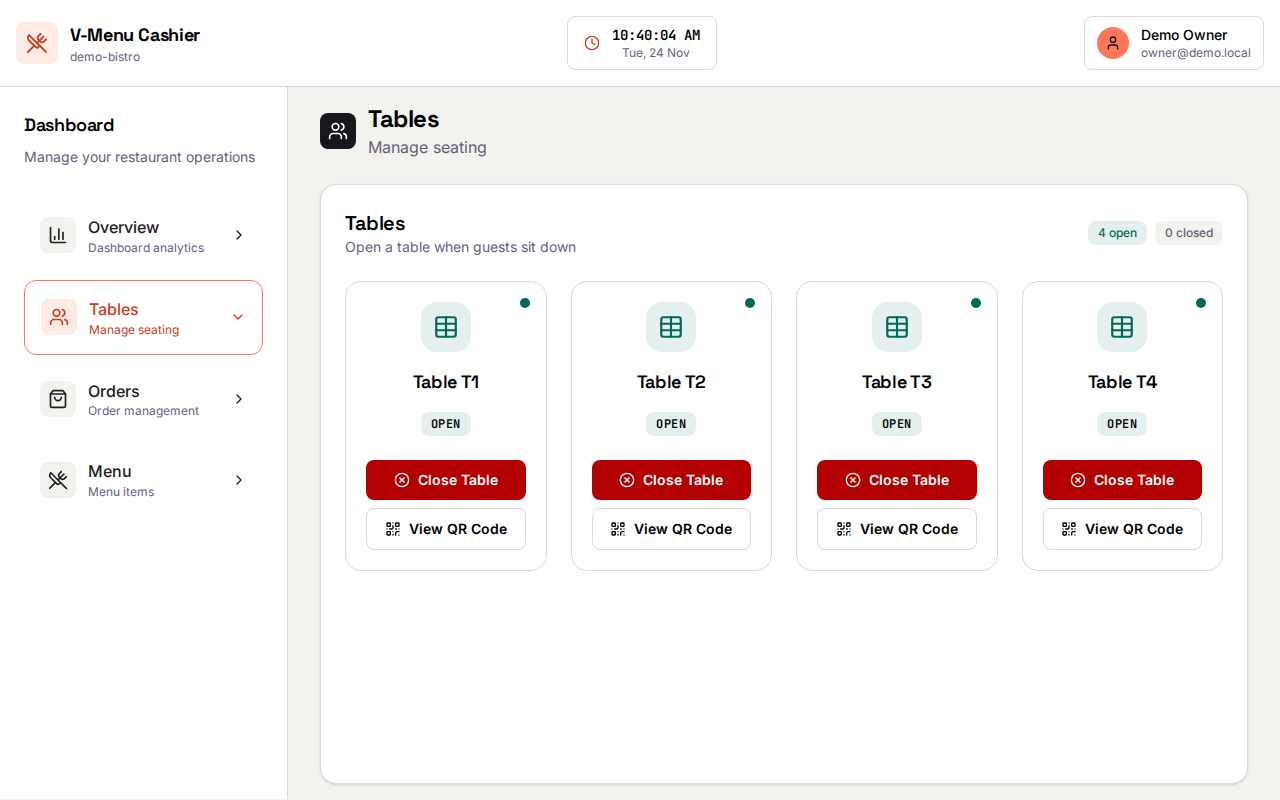 V-Menu Cashier
demo-bistro
10:40:04 AM
Tue, 24 Nov
Demo Owner
owner@demo.local
Dashboard
Manage your restaurant operations
Overview
Dashboard analytics
Tables
Manage seating
Orders
Order management
Menu
Menu items
Tables
Manage seating
Tables
Open a table when guests sit down
4 open
0 closed
Table T1
OPEN
Close Table
View QR Code
Table T2
OPEN
Close Table
View QR Code
Table T3
OPEN
Close Table
View QR Code
Table T4
OPEN
Close Table
View QR Code